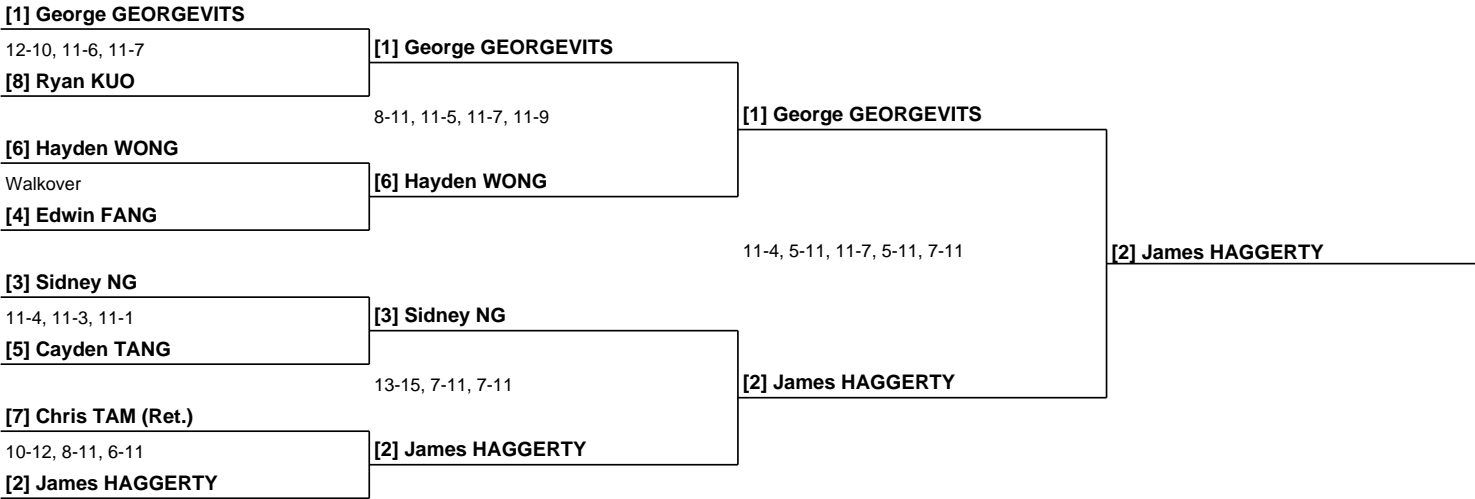 [1] George GEORGEVITS
12-10, 11-6, 11-7
[8] Ryan KUO
[1] George GEORGEVITS
8-11, 11-5, 11-7, 11-9
[1] George GEORGEVITS
[6] Hayden WONG
Walkover
[4] Edwin FANG
[6] Hayden WONG
11-4, 5-11, 11-7, 5-11, 7-11
[2] James HAGGERTY
[3] Sidney NG
11-4, 11-3, 11-1
[5] Cayden TANG
[3] Sidney NG
13-15, 7-11, 7-11
[2] James HAGGERTY
[7] Chris TAM (Ret.)
10-12, 8-11, 6-11
[2] James HAGGERTY
[2] James HAGGERTY